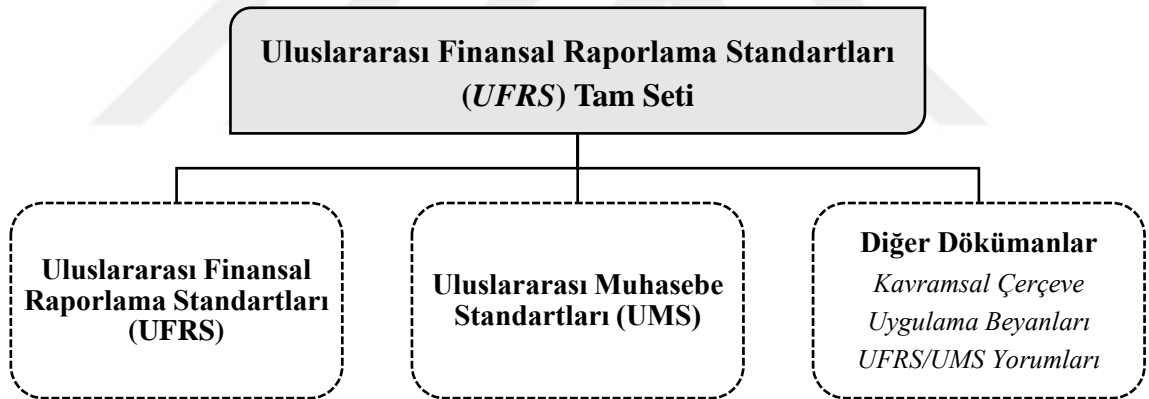 Uluslararası Finansal Raporlama Standartları
(UFRS) Tam Seti
Uluslararası Finansal
Raporlama Standartları
(UFRS)
Uluslararası Muhasebe
Standartları (UMS)
Diğer Dökümanlar
Kavramsal Çerçeve
Uygulama Beyanları
UFRS/UMS Yorumları